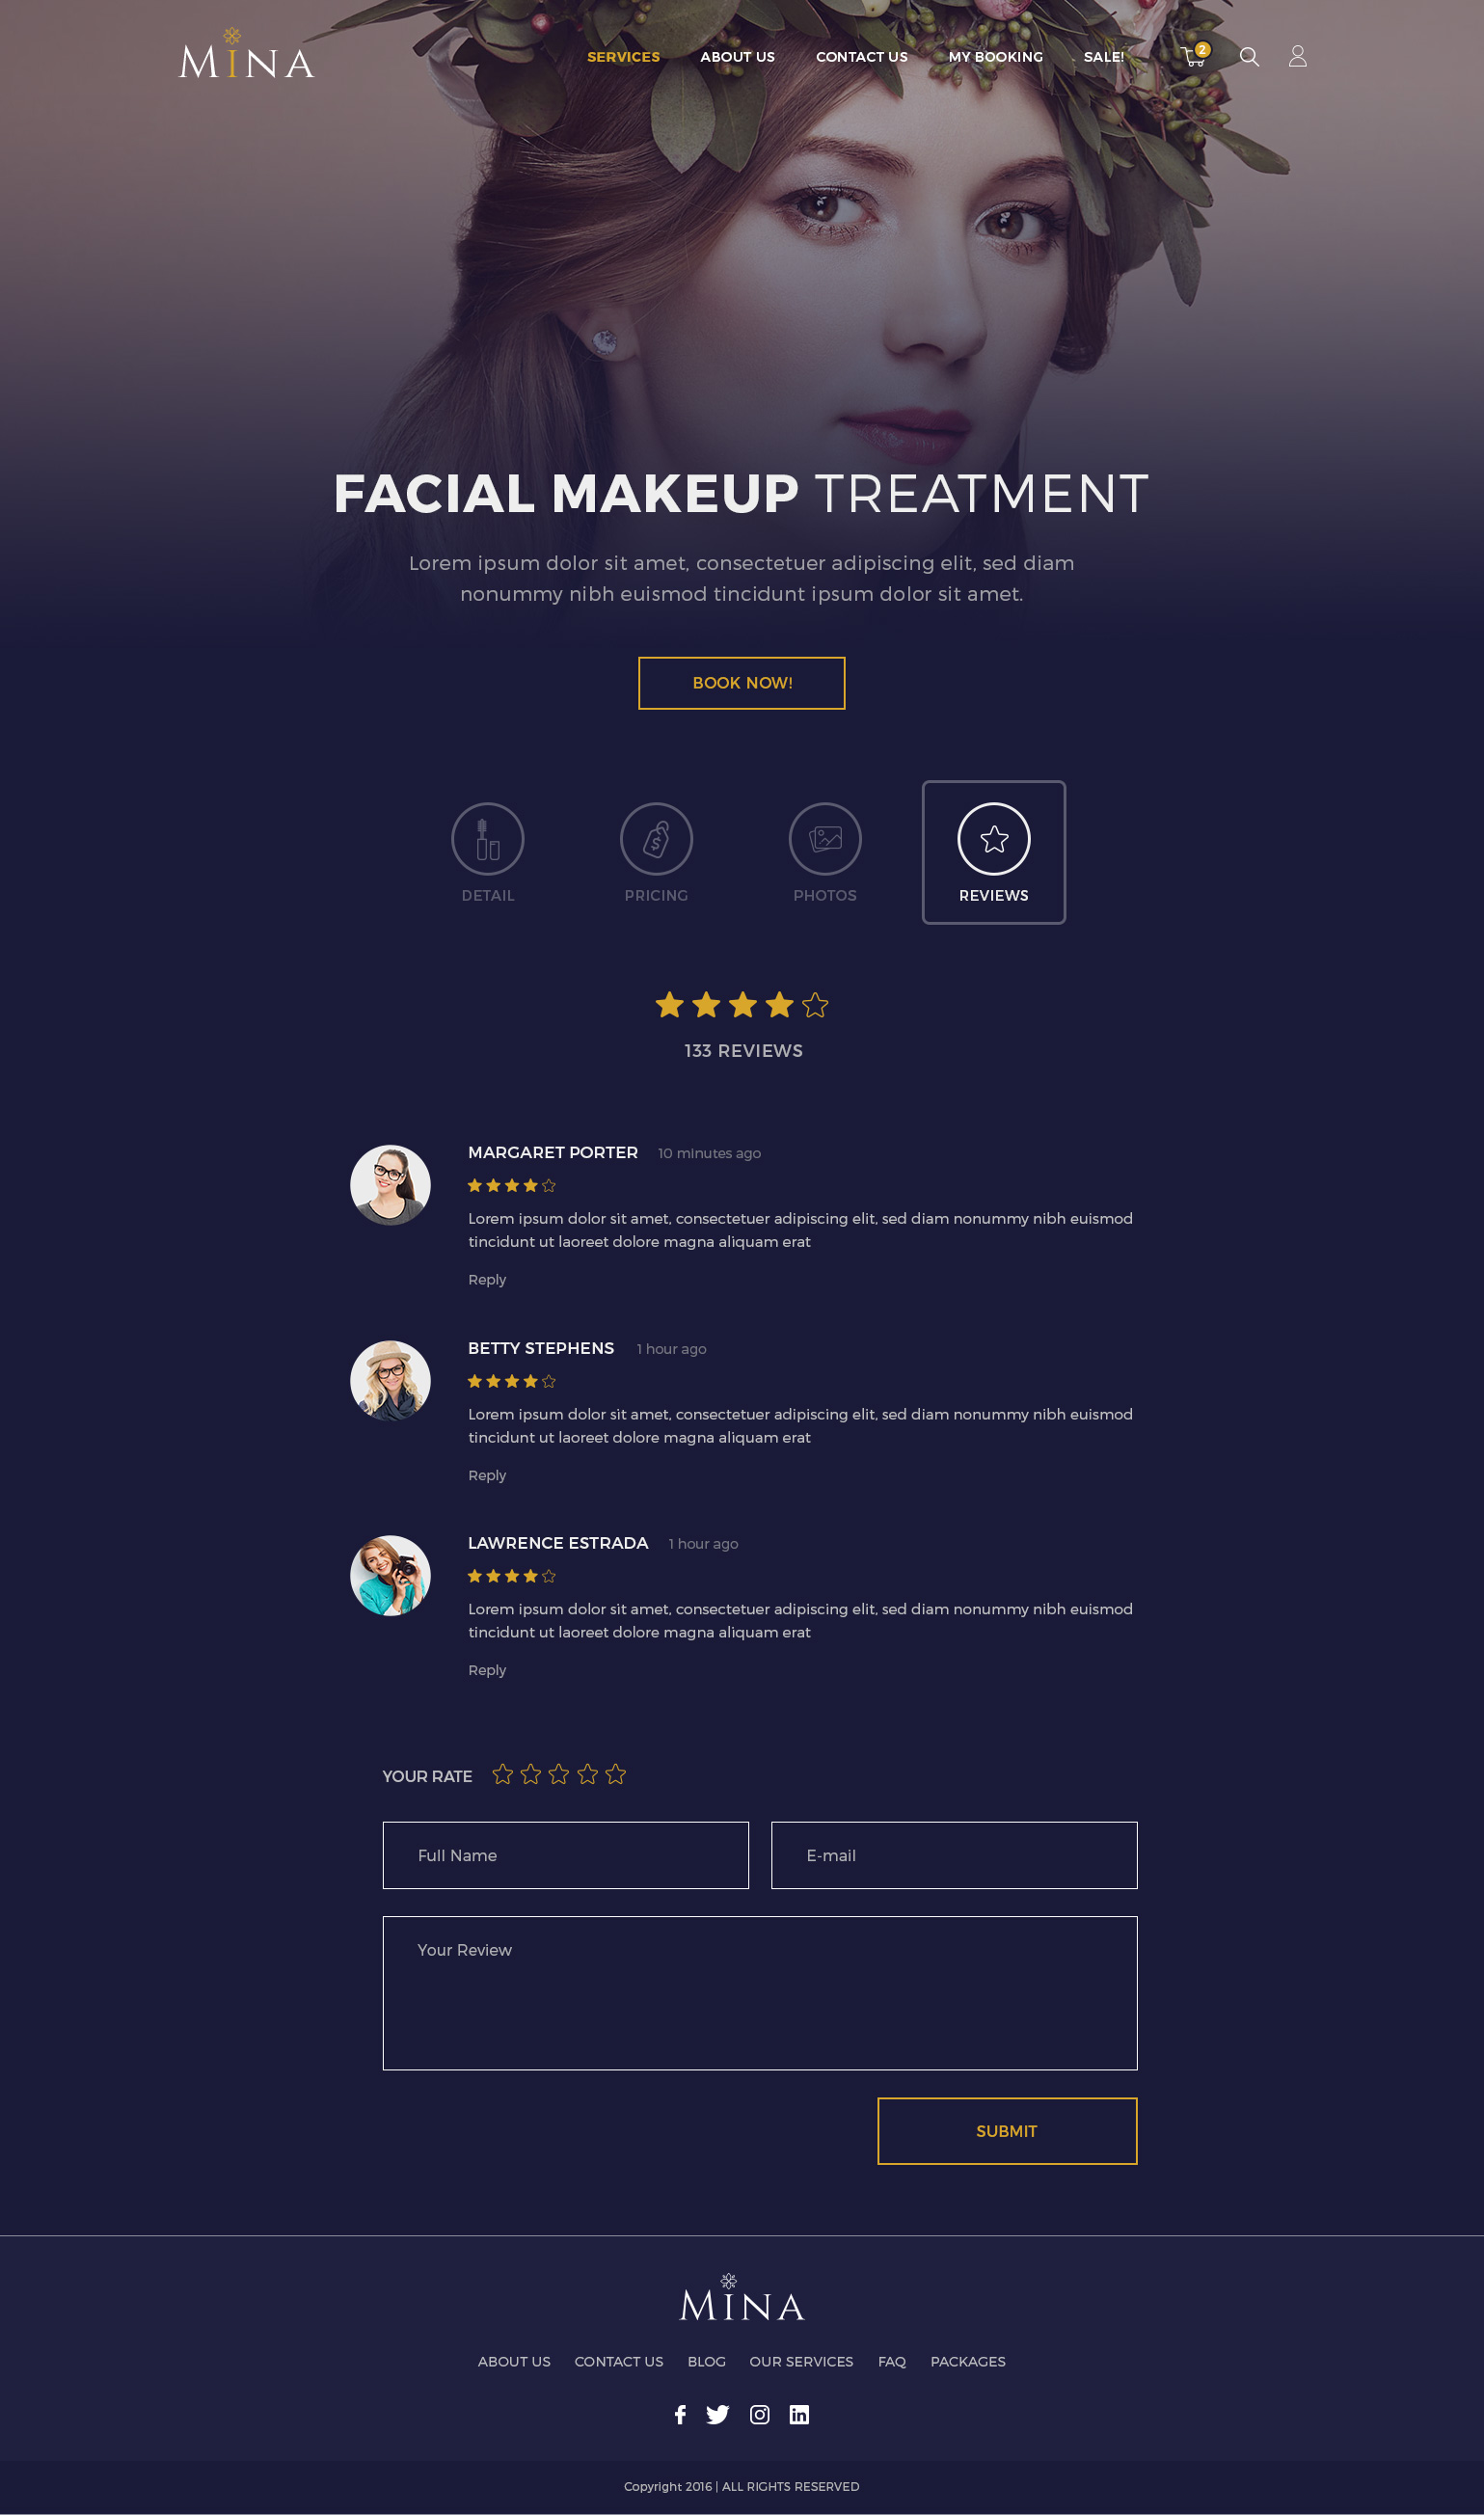 MINA
SERVICES ABOUT US CONTACT US MY BOOKING SALE! 2
FACIAL MAKEUP TREATMENT
Lorem ipsum dolor sit amet, consectetuer adipiscing elit, sed diam
nonummy nibh euismod tincidunt ipsum dolor sit amet.
BOOK NOW!
DETAIL PRICING PHOTOS REVIEWS
133 REVIEWS
MARGARET PORTER 10 minutes ago
Lorem ipsum dolor sit amet, consectetuer adipiscing elit, sed diam nonummy nibh euismod
tincidunt ut laoreet dolore magna aliquam erat
Reply
BETTY STEPHENS 1 hour ago
Lorem ipsum dolor sit amet, consectetuer adipiscing elit, sed diam nonummy nibh euismod
tincidunt ut laoreet dolore magna aliquam erat
Reply
LAWRENCE ESTRADA 1 hour ago
Lorem ipsum dolor sit amet, consectetuer adipiscing elit, sed diam nonummy nibh euismod
tincidunt ut laoreet dolore magna aliquam erat
Reply
YOUR RATE
Full Name E-mail
Your Review
SUBMIT
MINA
ABOUT US CONTACT US BLOG OUR SERVICES FAQ PACKAGES
Copyright 2016 | ALL RIGHTS RESERVED